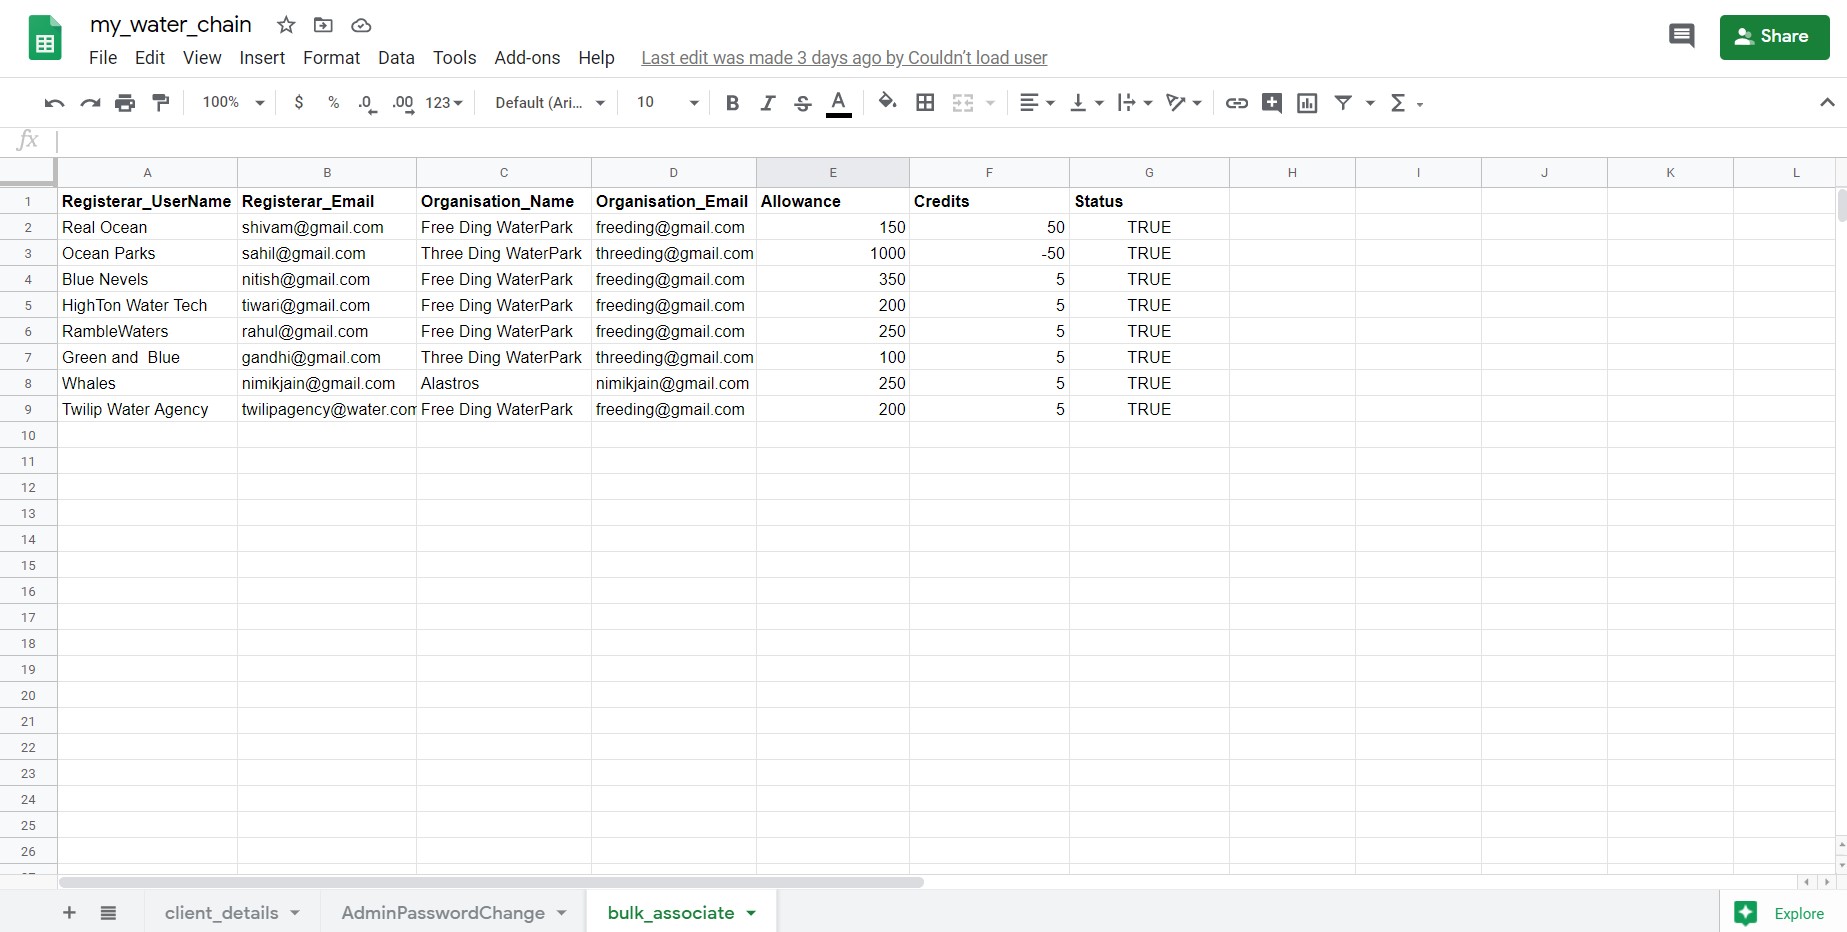 my_water_chain
File Edit View Insert Format Data Tools Add-ons Help Last edit was made 3 days ago by Couldn't load user
Share
100% $ % .0 .00 123 Default (Ari... 10 B I S A Σ
fx
A B C D E F G H I J K L
1 Registerar_UserName Registerar_Email Organisation_Name Organisation_Email Allowance Credits Status
2 Real Ocean shivam@gmail.com Free Ding WaterPark freeding@gmail.com 150 50 TRUE
3 Ocean Parks sahil@gmail.com Three Ding WaterPark threeding@gmail.com 1000 -50 TRUE
4 Blue Nevels nitish@gmail.com Free Ding WaterPark freeding@gmail.com 350 5 TRUE
5 HighTon Water Tech tiwari@gmail.com Free Ding WaterPark freeding@gmail.com 200 5 TRUE
6 RambleWaters rahul@gmail.com Free Ding WaterPark freeding@gmail.com 250 5 TRUE
7 Green and  Blue gandhi@gmail.com Three Ding WaterPark threeding@gmail.com 100 5 TRUE
8 Whales nimikjain@gmail.com Alastros nimikjain@gmail.com 250 5 TRUE
9 Twilip Water Agency twilipagency@water.com Free Ding WaterPark freeding@gmail.com 200 5 TRUE
10
11
12
13
14
15
16
17
18
19
20
21
22
23
24
25
26
+ client_details AdminPasswordChange bulk_associate Explore